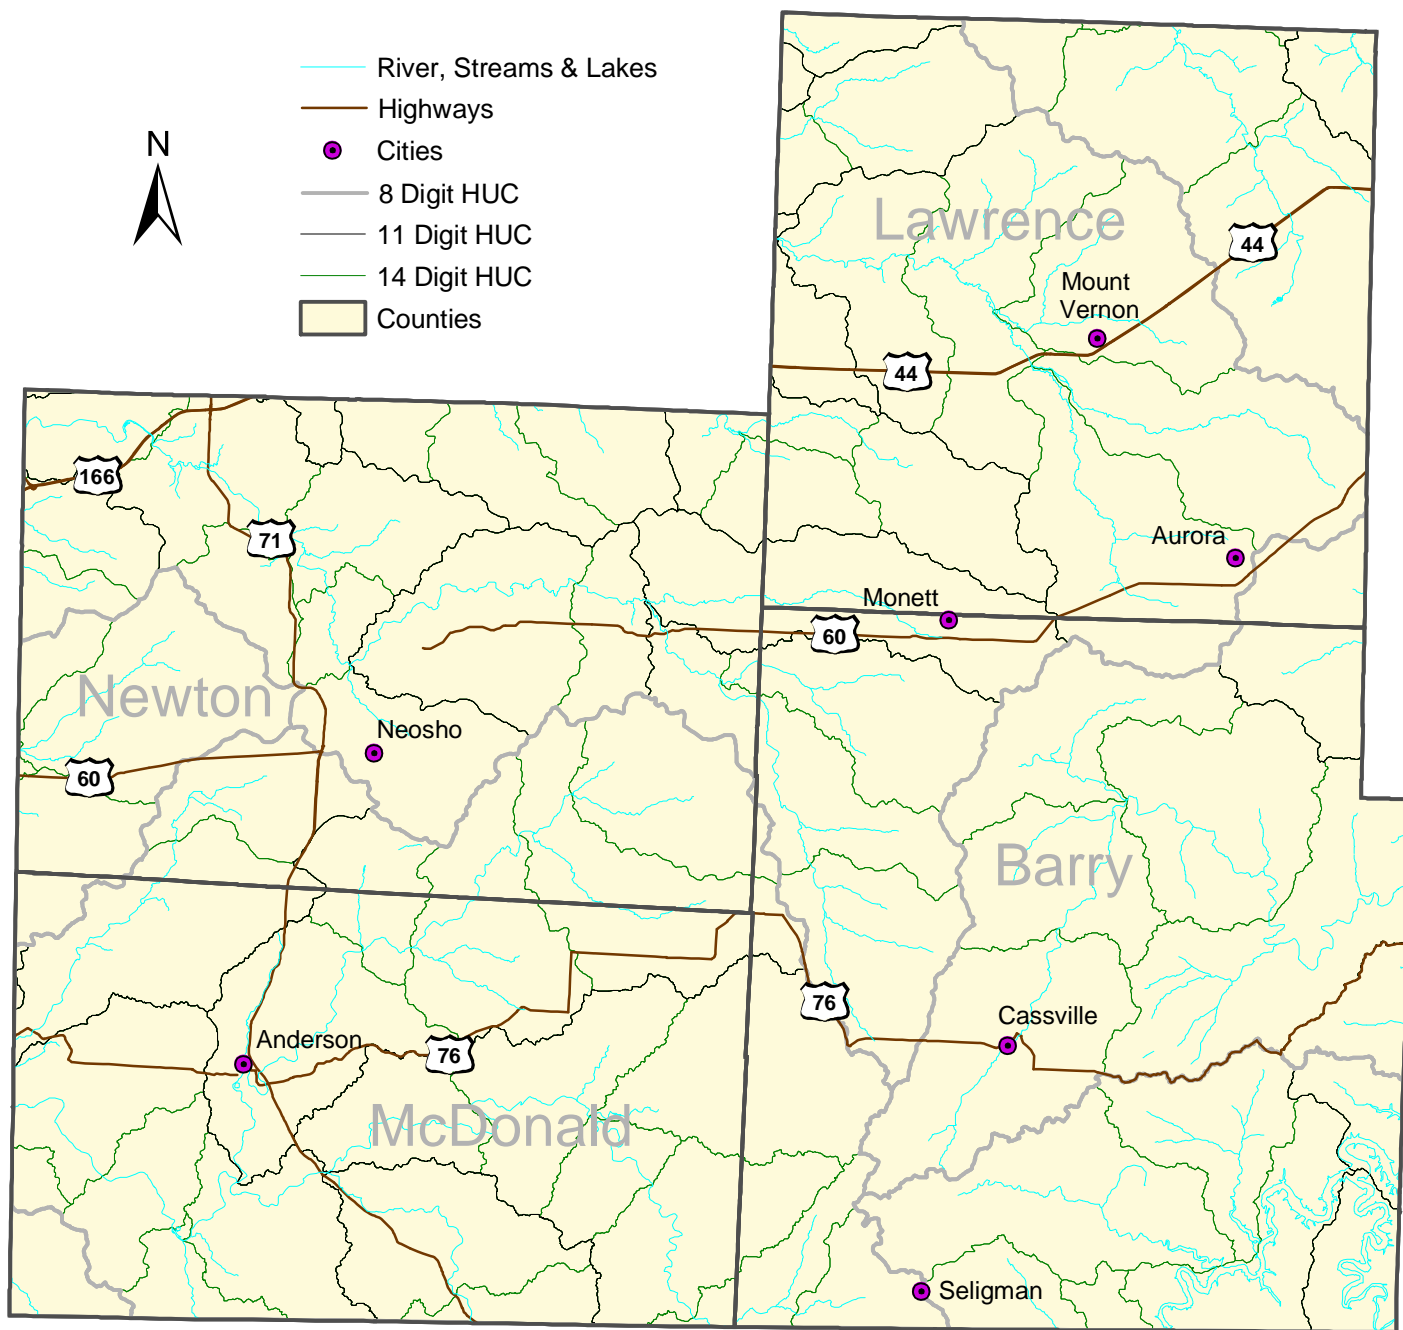 River, Streams & Lakes
Highways
N
Cities
8 Digit HUC
11 Digit HUC
14 Digit HUC
Counties
Lawrence
44
Mount
Vernon
44
166
71
Aurora
Monett
60
Newton
Neosho
60
Barry
76
Cassville
Anderson
76
McDonald
Seligman